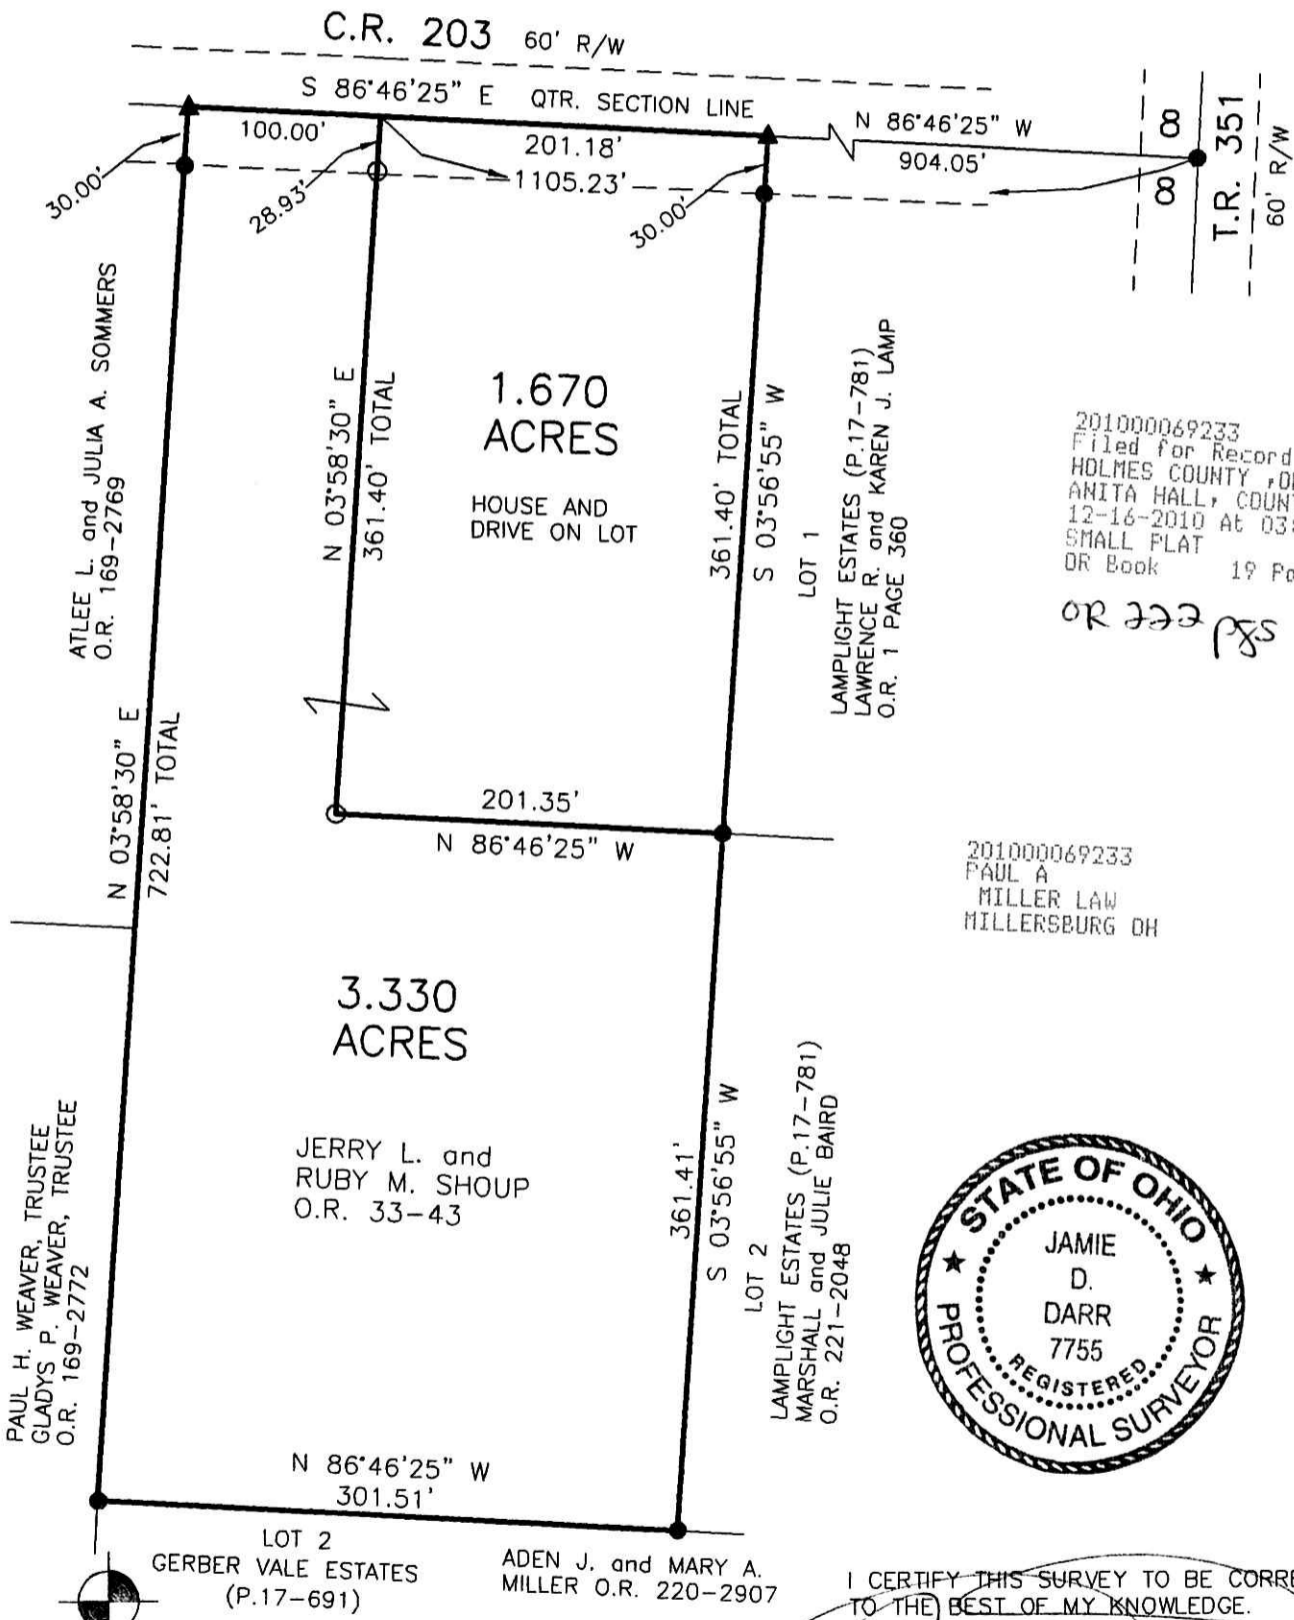 C.R. 203 60' R/W
S 86°46'25" E QTR. SECTION LINE
N 86°46'25" W
904.05'
8
8
T.R. 351
60' R/W
100.00'
201.18'
1105.23'
30.00'
28.93'
30.00'
ATLEE L. and JULIA A. SOMMERS
O.R. 169-2769
N 03°58'30" E
361.40' TOTAL
1.670
ACRES
HOUSE AND
DRIVE ON LOT
361.40' TOTAL
S 03°56'55" W
LOT 1
LAMPLIGHT ESTATES (P.17-781)
LAWRENCE R. and KAREN J. LAMP
O.R. 1 PAGE 360
201000069233
Filed for Record
HOLMES COUNTY ,O
ANITA HALL, COUN
12-16-2010 At 03:
SMALL PLAT
OR Book 19 Pa
N 03°58'30" E
722.81' TOTAL
201.35'
N 86°46'25" W
201000069233
PAUL A
MILLER LAW
MILLERSBURG OH
3.330
ACRES
JERRY L. and
RUBY M. SHOUP
O.R. 33-43
361.41'
S 03°56'55" W
LOT 2
LAMPLIGHT ESTATES (P.17-781)
MARSHALL and JULIE BAIRD
O.R. 221-2048
PAUL H. WEAVER, TRUSTEE
GLADYS P. WEAVER, TRUSTEE
O.R. 169-2772
STATE OF OHIO
JAMIE
D.
DARR
7755
REGISTERED
PROFESSIONAL SURVEYOR
N 86°46'25" W
301.51'
LOT 2
GERBER VALE ESTATES
(P.17-691)
ADEN J. and MARY A.
MILLER O.R. 220-2907
I CERTIFY THIS SURVEY TO BE CORRE
TO THE BEST OF MY KNOWLEDGE.